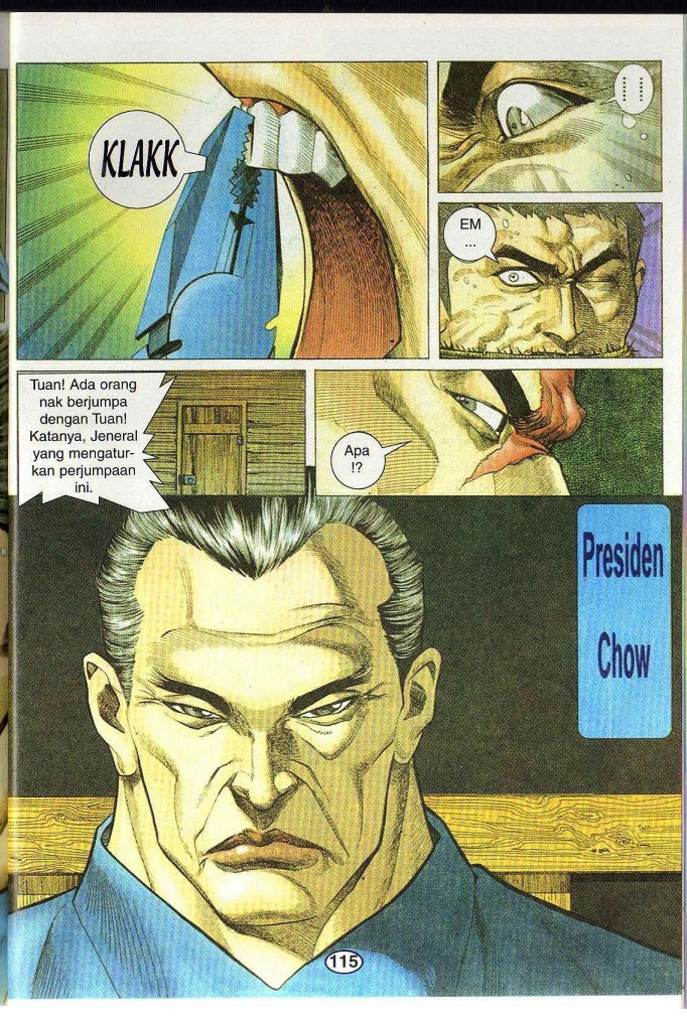 KLAKK
......
EM
...
Tuan! Ada orang
nak berjumpa
dengan Tuan!
Katanya, Jeneral
yang mengatur-
kan perjumpaan
ini.
Apa
!?
Presiden
Chow
115